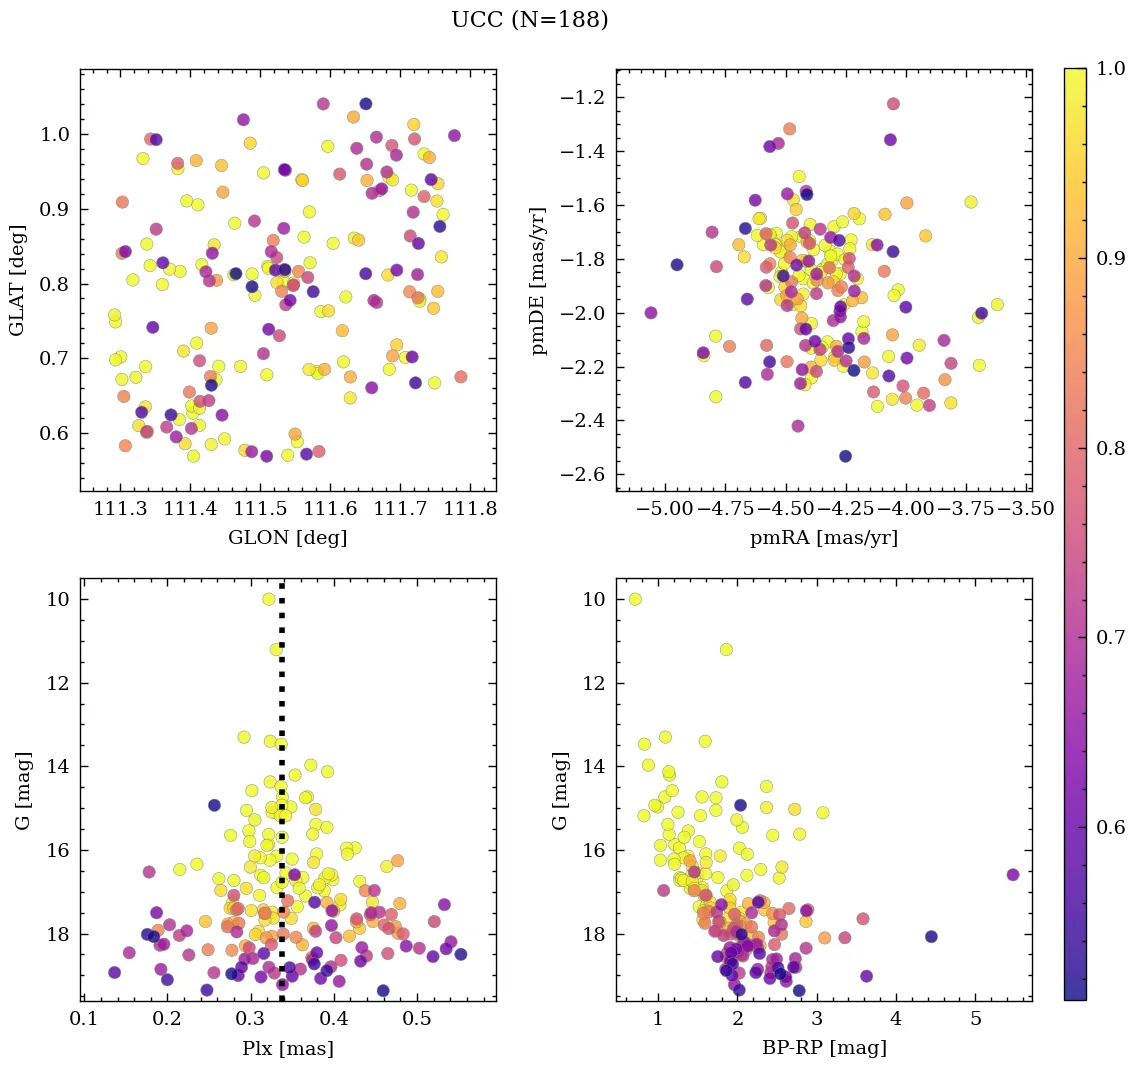 UCC (N=188)
1.0
0.9
0.8
0.7
0.6
GLAT [deg]
111.3 111.4 111.5 111.6 111.7 111.8
GLON [deg]
−1.2
−1.4
−1.6
−1.8
−2.0
−2.2
−2.4
−2.6
pmDE [mas/yr]
−5.00 −4.75 −4.50 −4.25 −4.00 −3.75 −3.50
pmRA [mas/yr]
1.0
0.9
0.8
0.7
0.6
10
12
14
16
18
G [mag]
0.1 0.2 0.3 0.4 0.5
Plx [mas]
10
12
14
16
18
G [mag]
1 2 3 4 5
BP-RP [mag]